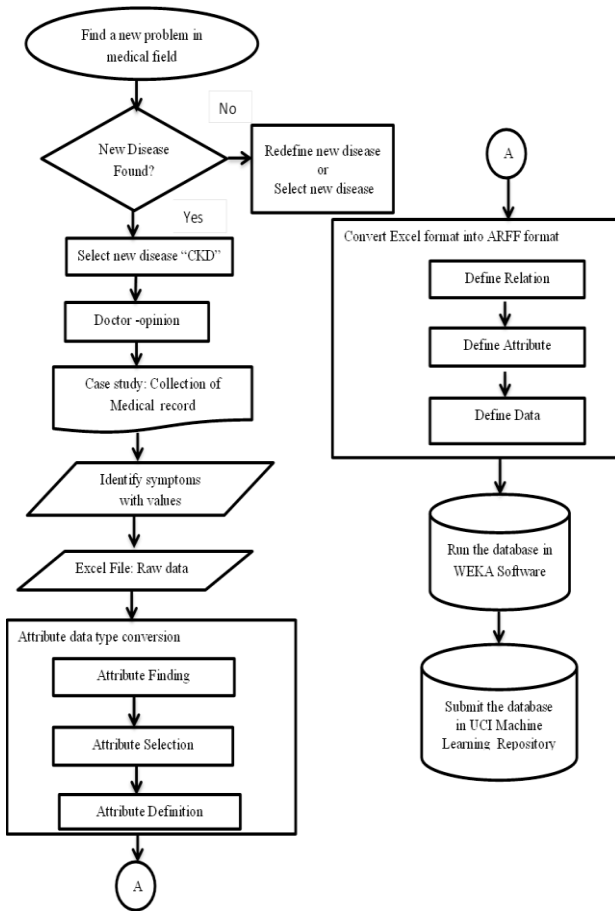 Find a new problem in
medical field
No
New Disease
Found?
Redefine new disease
or
Select new disease
Yes
Select new disease “CKD”
Doctor -opinion
Case study: Collection of
Medical record
Identify symptoms
with values
Excel File: Raw data
Attribute data type conversion
Attribute Finding
Attribute Selection
Attribute Definition
A
A
Convert Excel format into ARFF format
Define Relation
Define Attribute
Define Data
Run the database in
WEKA Software
Submit the database
in UCI Machine
Learning Repository